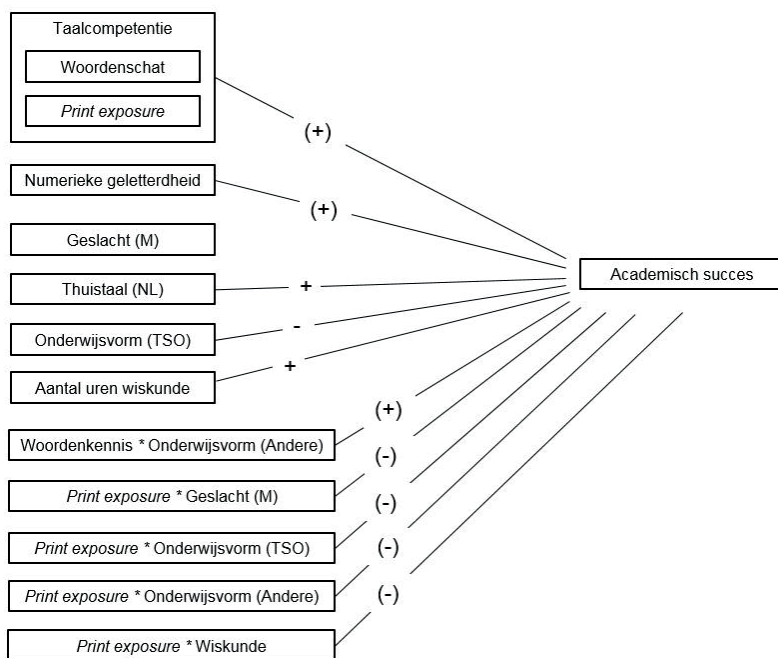 Taalcompetentie
Woordenschat
Print exposure
(+)
Numerieke geletterdheid
(+)
Geslacht (M)
Academisch succes
Thuistaal (NL)
+
Onderwijsvorm (TSO)
-
Aantal uren wiskunde
+
(+)
Woordenkennis * Onderwijsvorm (Andere)
(-)
Print exposure * Geslacht (M)
(-)
Print exposure * Onderwijsvorm (TSO)
(-)
Print exposure * Onderwijsvorm (Andere)
(-)
Print exposure * Wiskunde